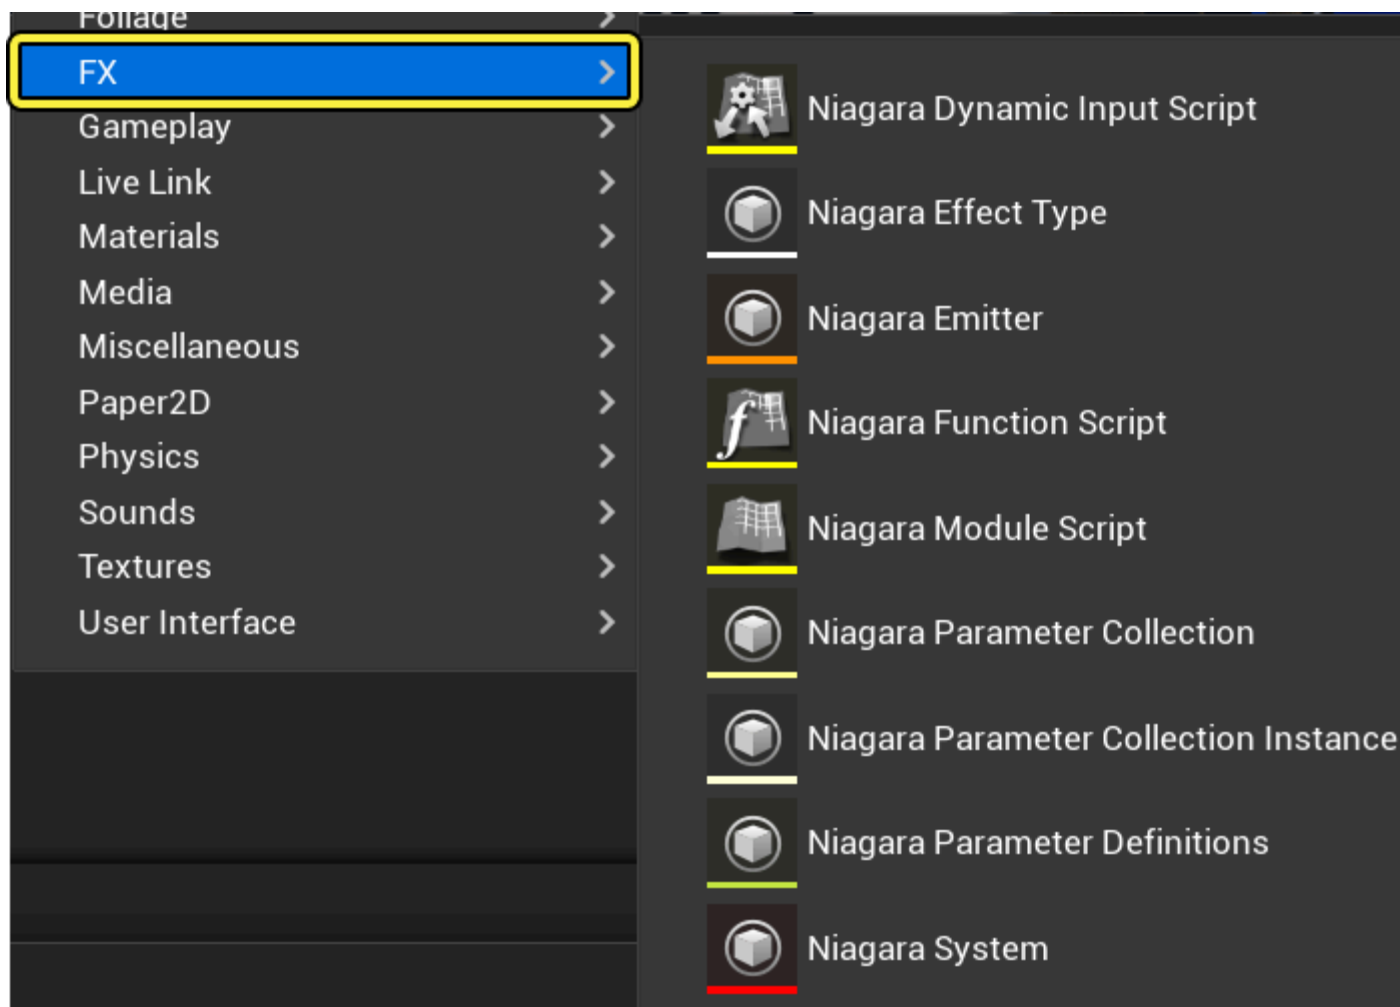 Foliage
FX
Gameplay
Live Link
Materials
Media
Miscellaneous
Paper2D
Physics
Sounds
Textures
User Interface
Niagara Dynamic Input Script
Niagara Effect Type
Niagara Emitter
Niagara Function Script
Niagara Module Script
Niagara Parameter Collection
Niagara Parameter Collection Instance
Niagara Parameter Definitions
Niagara System